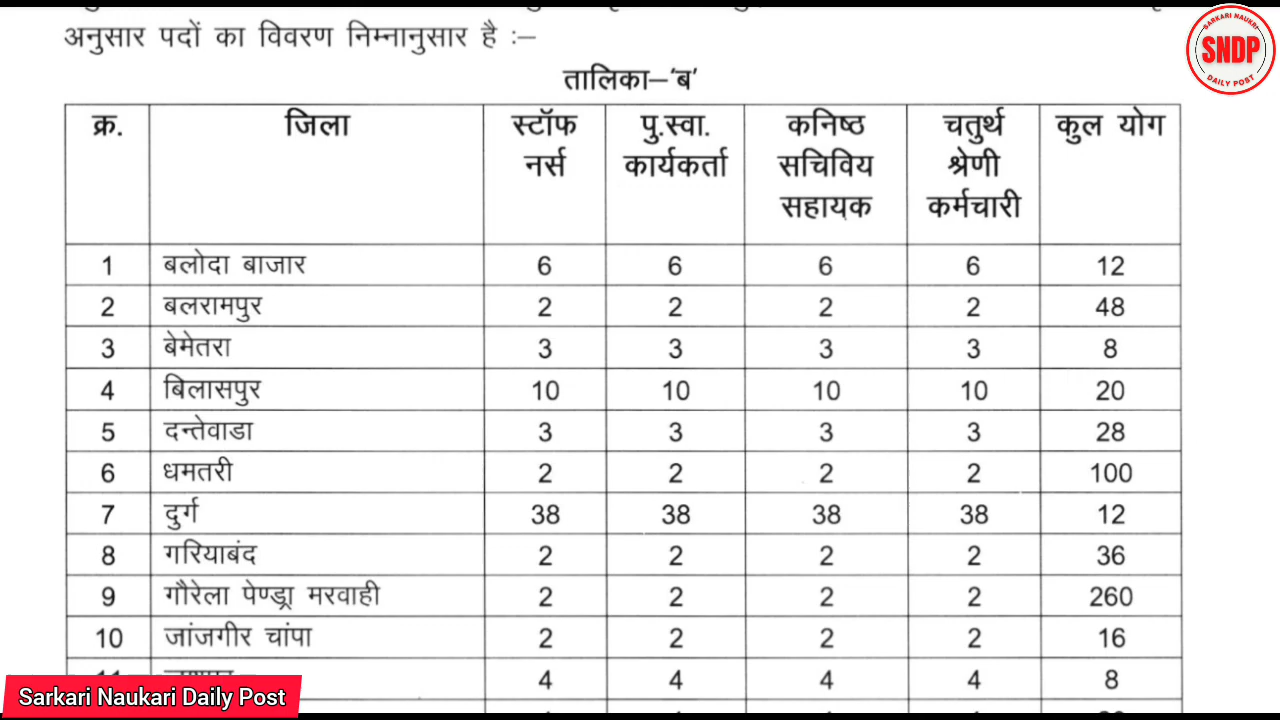 अनुसार पदों का विवरण निम्नानुसार है :–
तालिका–'ब'
क्र. जिला स्टॉफ नर्स पु.स्वा. कार्यकर्ता कनिष्ठ सचिविय सहायक चतुर्थ श्रेणी कर्मचारी कुल योग
1 बलोदा बाजार 6 6 6 6 12
2 बलरामपुर 2 2 2 2 48
3 बेमेतरा 3 3 3 3 8
4 बिलासपुर 10 10 10 10 20
5 दन्तेवाडा 3 3 3 3 28
6 धमतरी 2 2 2 2 100
7 दुर्ग 38 38 38 38 12
8 गरियाबंद 2 2 2 2 36
9 गौरेला पेण्ड्रा मरवाही 2 2 2 2 260
10 जांजगीर चांपा 2 2 2 2 16
4 4 4 4 8
SARKARI NAUKRI
SNDP
DAILY POST
Sarkari Naukari Daily Post